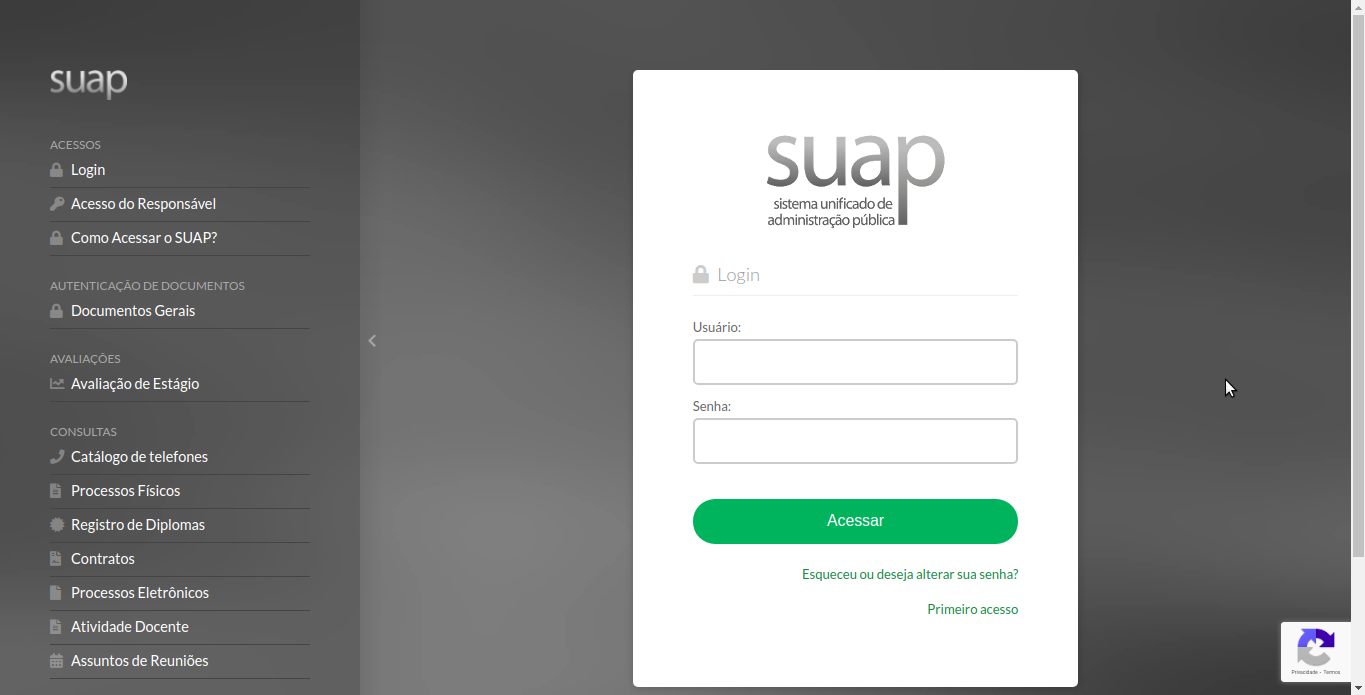 suap
ACESSOS
Login
Acesso do Responsável
Como Acessar o SUAP?
AUTENTICAÇÃO DE DOCUMENTOS
Documentos Gerais
AVALIAÇÕES
Avaliação de Estágio
CONSULTAS
Catálogo de telefones
Processos Físicos
Registro de Diplomas
Contratos
Processos Eletrônicos
Atividade Docente
Assuntos de Reuniões
suap
sistema unificado de
administração pública
Login
Usuário:
Senha:
Acessar
Esqueceu ou deseja alterar sua senha?
Primeiro acesso
Privacidade - Termos